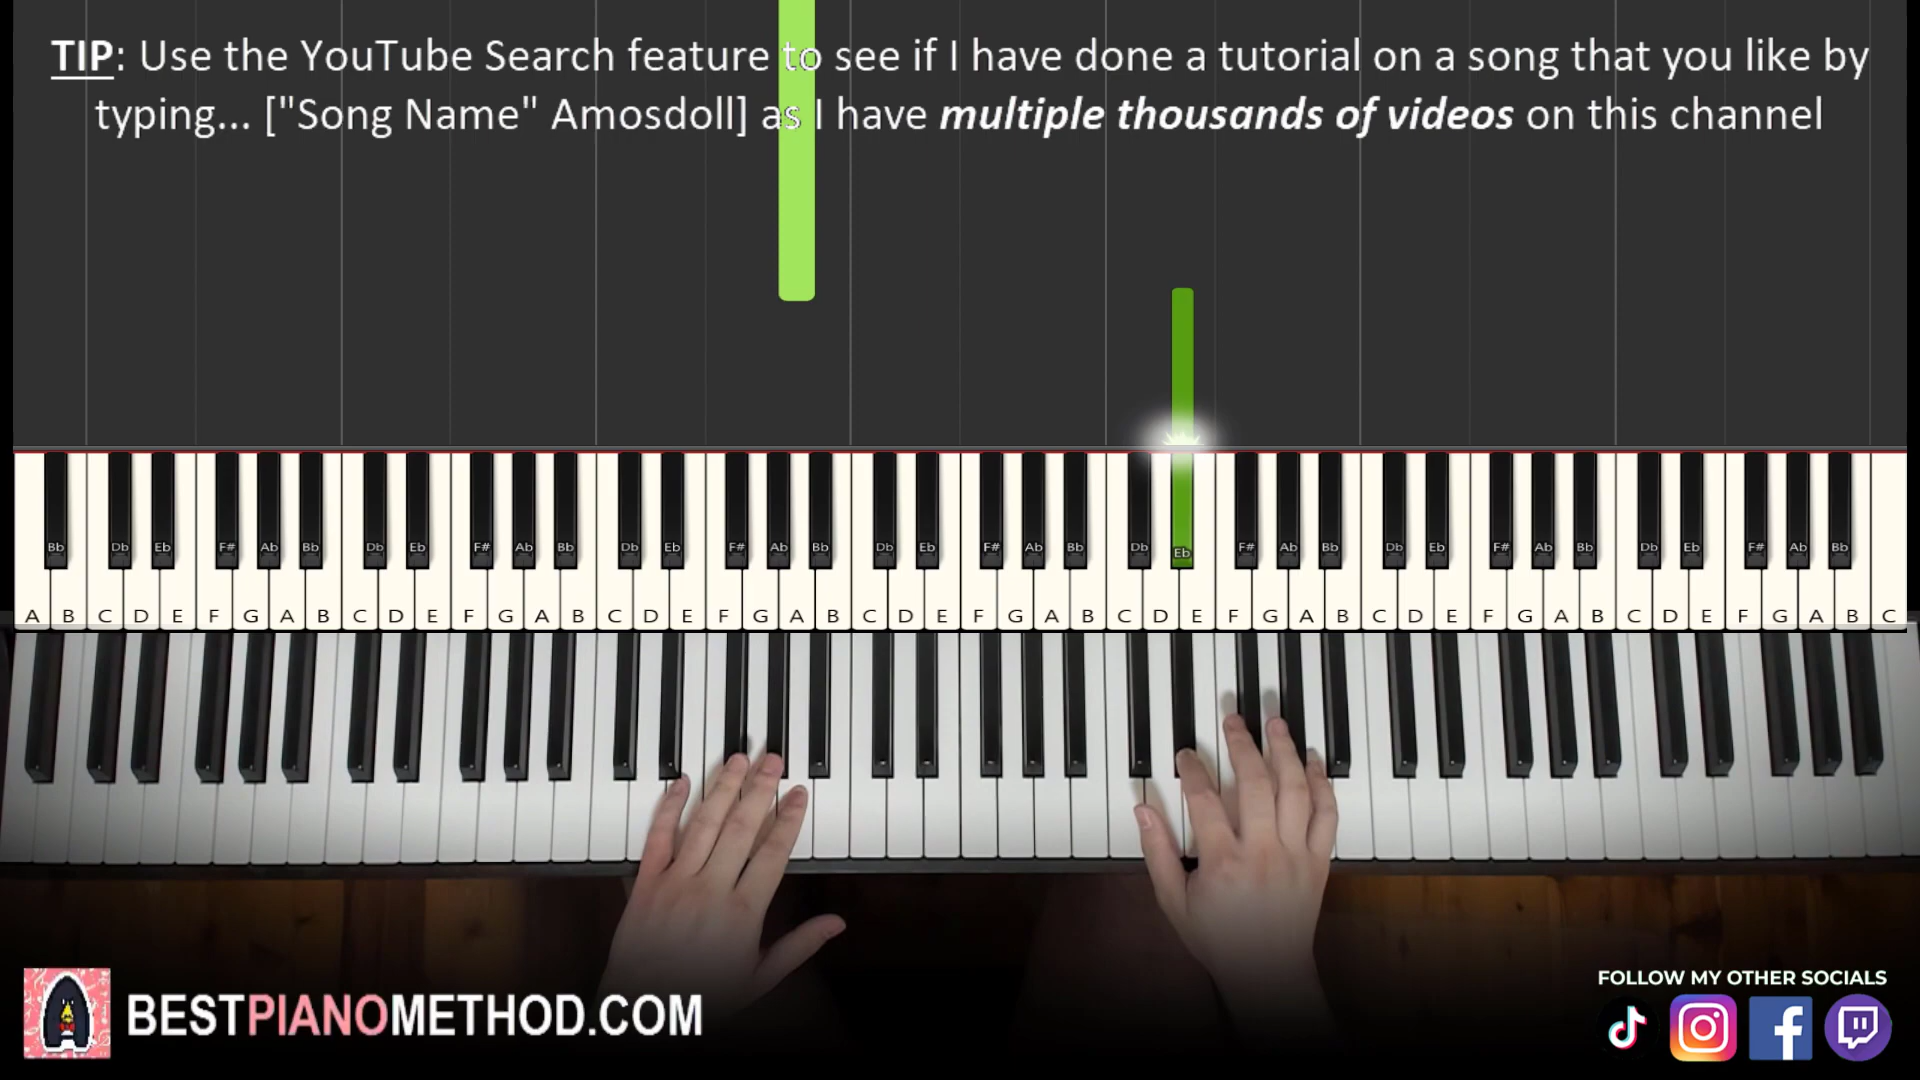 TIP: Use the YouTube Search feature to see if I have done a tutorial on a song that you like by
typing... ["Song Name" Amosdoll] as I have multiple thousands of videos on this channel
Bb Db Eb F# Ab Bb Db Eb F# Ab Bb Db Eb F# Ab Bb Db Eb F# Ab Bb Db Eb F# Ab Bb Db Eb F# Ab Bb Db Eb F# Ab Bb
A B C D E F G A B C D E F G A B C D E F G A B C D E F G A B C D E F G A B C D E F G A B C D E F G A B C
BESTPIANOMETHOD.COM
FOLLOW MY OTHER SOCIALS